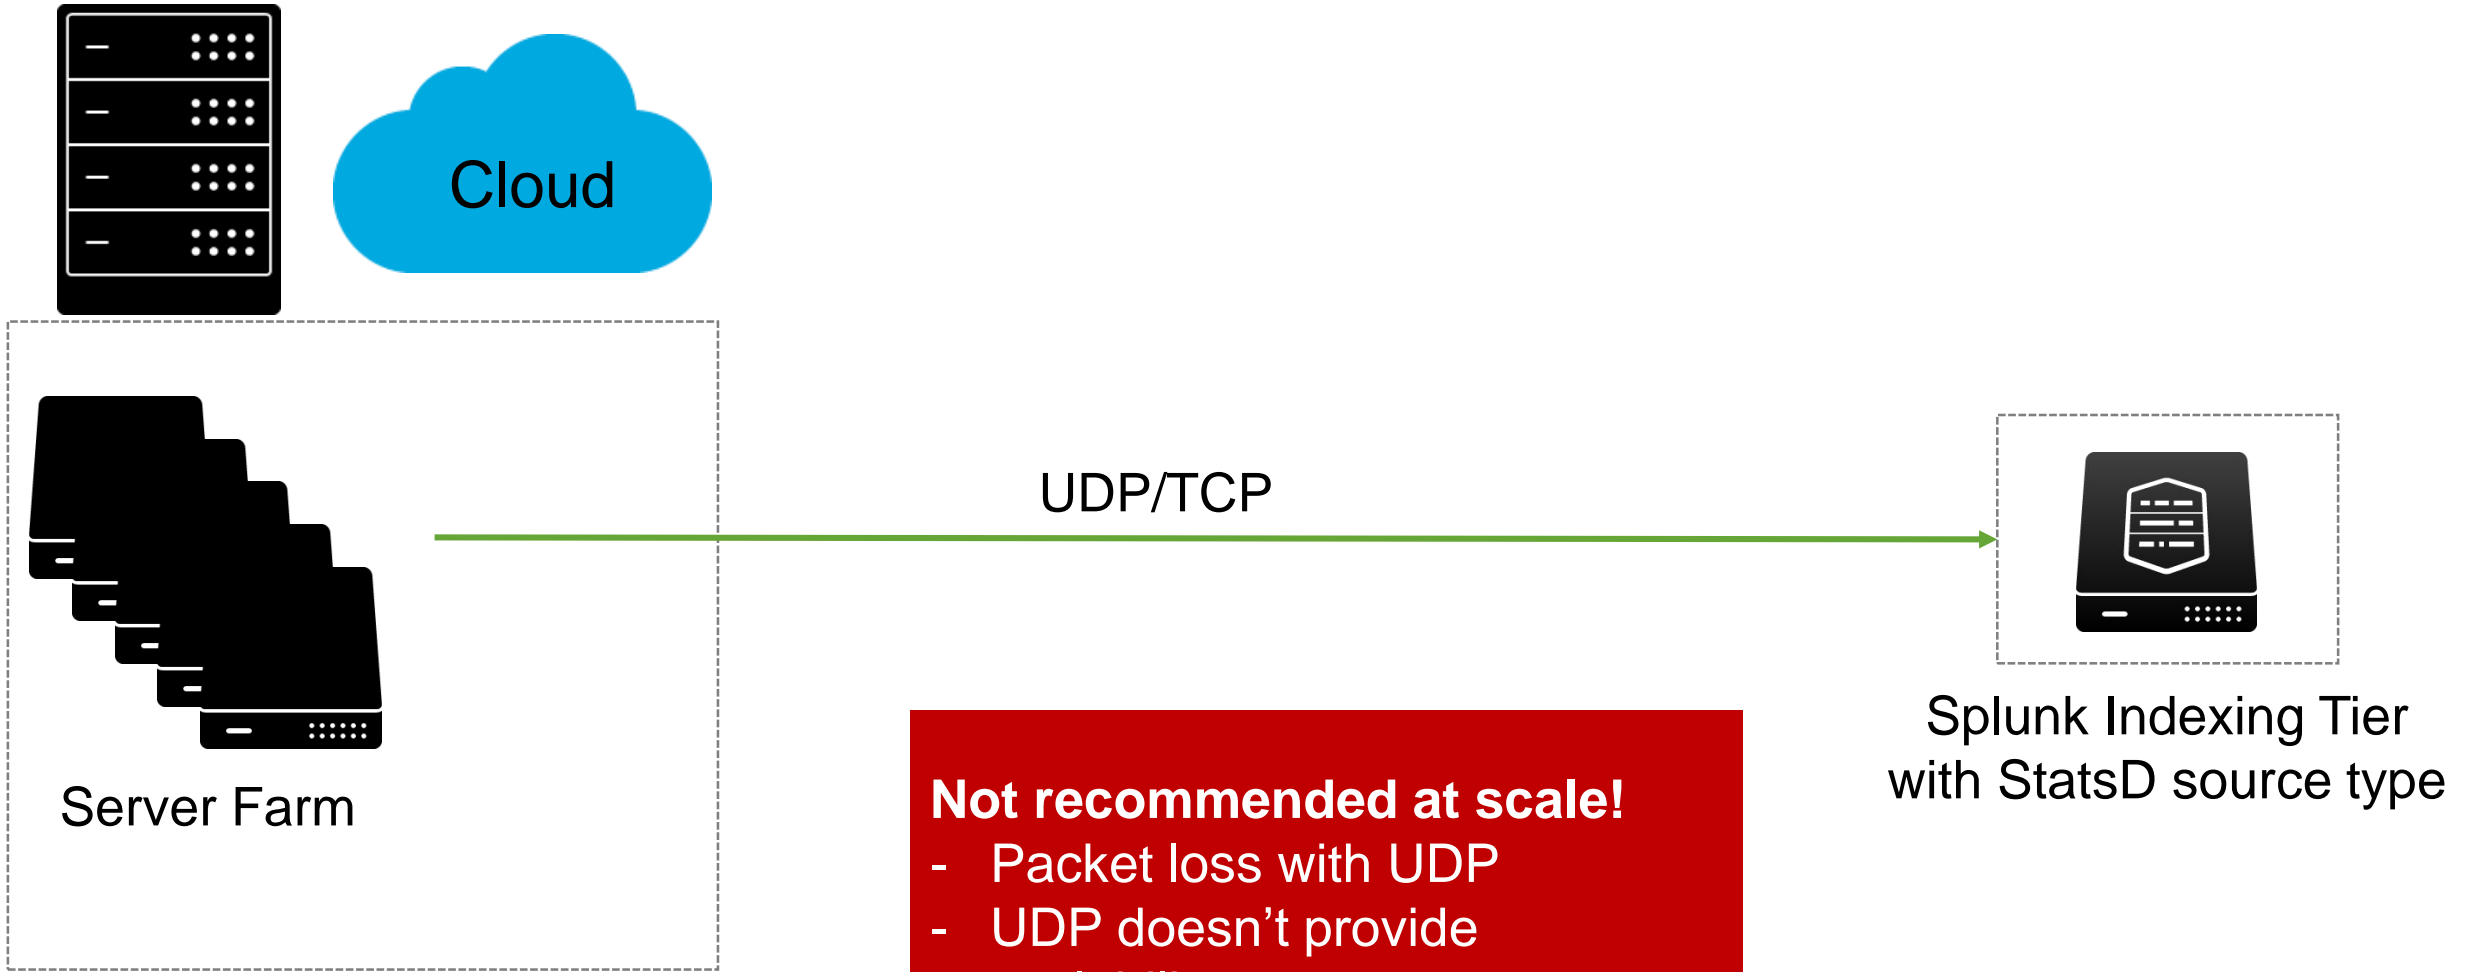 Cloud
UDP/TCP
Server Farm
Splunk Indexing Tier
with StatsD source type
Not recommended at scale!
- Packet loss with UDP
- UDP doesn’t provide